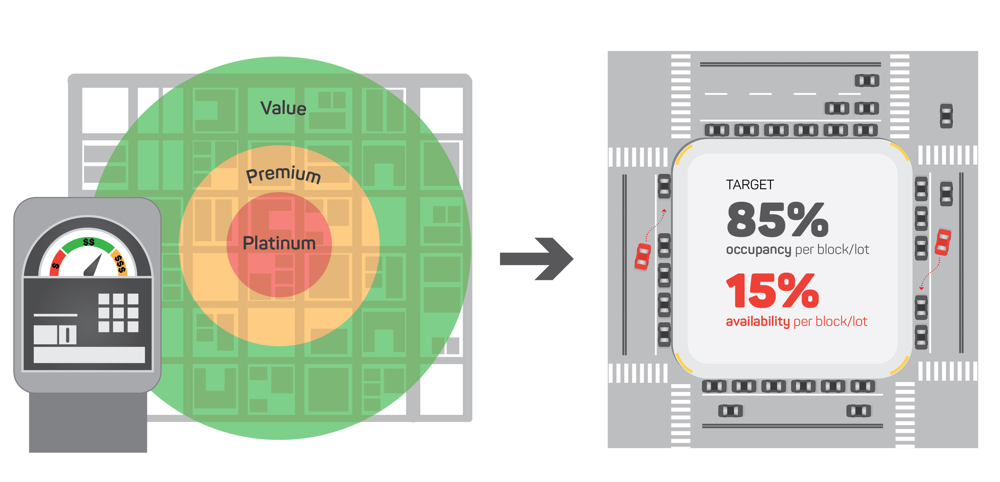 Value
Premium
Platinum
$
$$
$$$
TARGET
85%
occupancy per block/lot
15%
availability per block/lot